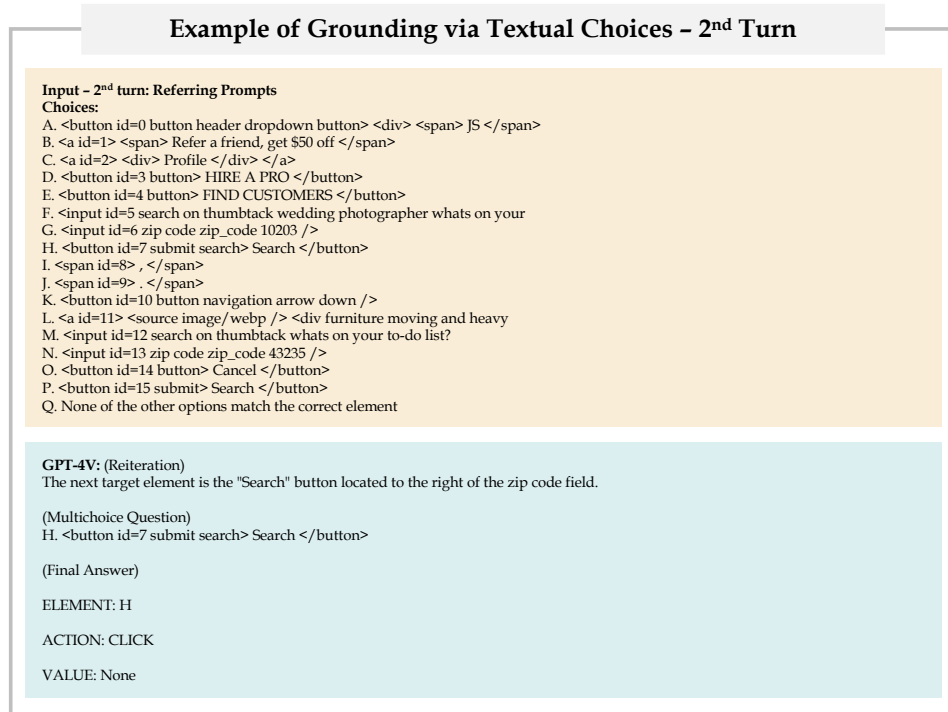 Example of Grounding via Textual Choices – 2nd Turn
Input – 2nd turn: Referring Prompts
Choices:
A. <button id=0 button header dropdown button> <div> <span> JS </span>
B. <a id=1> <span> Refer a friend, get $50 off </span>
C. <a id=2> <div> Profile </div> </a>
D. <button id=3 button> HIRE A PRO </button>
E. <button id=4 button> FIND CUSTOMERS </button>
F. <input id=5 search on thumbtack wedding photographer whats on your
G. <input id=6 zip code zip_code 10203 />
H. <button id=7 submit search> Search </button>
I. <span id=8> , </span>
J. <span id=9> . </span>
K. <button id=10 button navigation arrow down />
L. <a id=11> <source image/webp /> <div furniture moving and heavy
M. <input id=12 search on thumbtack whats on your to-do list?
N. <input id=13 zip code zip_code 43235 />
O. <button id=14 button> Cancel </button>
P. <button id=15 submit> Search </button>
Q. None of the other options match the correct element
GPT-4V: (Reiteration)
The next target element is the "Search" button located to the right of the zip code field.
(Multichoice Question)
H. <button id=7 submit search> Search </button>
(Final Answer)
ELEMENT: H
ACTION: CLICK
VALUE: None